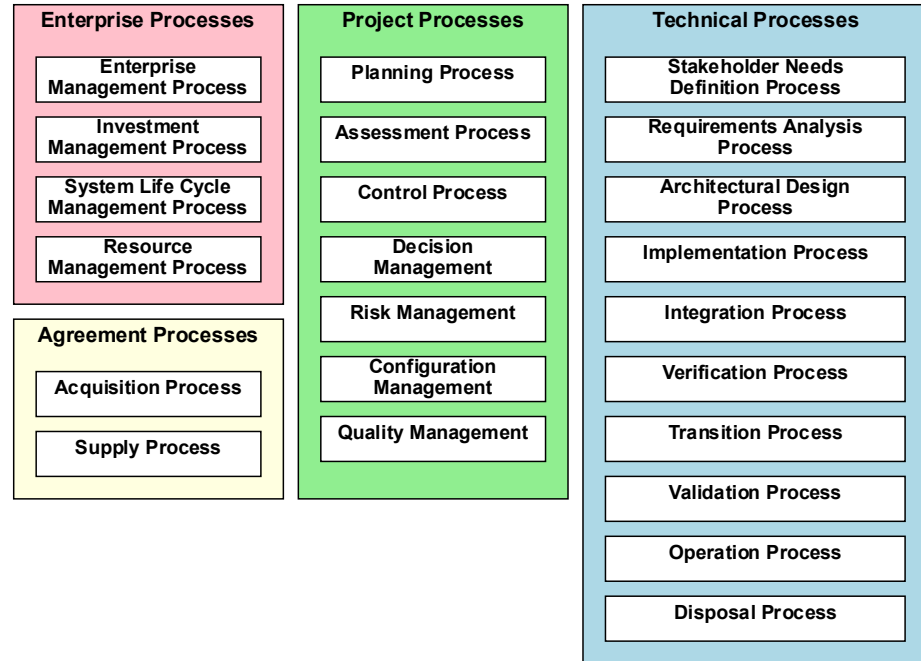 Enterprise Processes
Enterprise
Management Process
Investment
Management Process
System Life Cycle
Management Process
Resource
Management Process
Agreement Processes
Acquisition Process
Supply Process
Project Processes
Planning Process
Assessment Process
Control Process
Decision
Management
Risk Management
Configuration
Management
Quality Management
Technical Processes
Stakeholder Needs
Definition Process
Requirements Analysis
Process
Architectural Design
Process
Implementation Process
Integration Process
Verification Process
Transition Process
Validation Process
Operation Process
Disposal Process